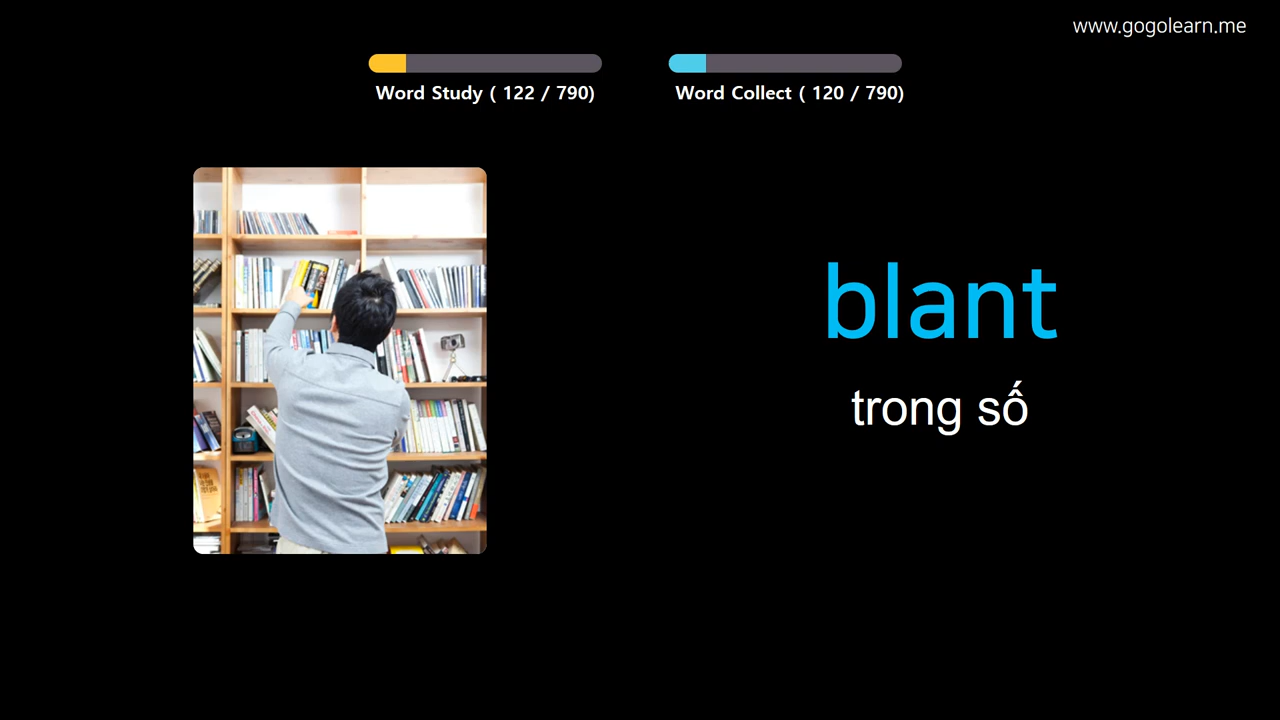 www.gogolearn.me
Word Study ( 122 / 790)
Word Collect ( 120 / 790)
blant
trong số